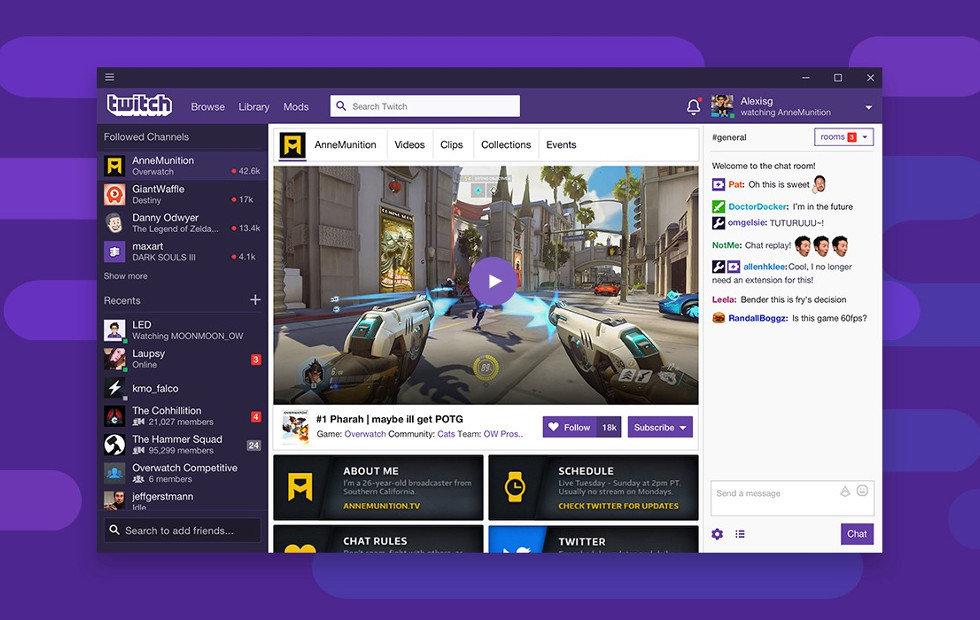 twitch
Browse Library Mods
Search Twitch
Alexisg
watching AnneMunition
Followed Channels
AnneMunition
Overwatch 42.6k
GiantWaffle
Destiny 17k
Danny Odwyer
The Legend of Zelda... 13.4k
maxart
DARK SOULS III 4.1k
Show more
Recents +
LED
Watching MOONMOON_OW
Laupsy
Online 3
kmo_falco
The Cohhilition
21,027 members 4
The Hammer Squad
95,299 members 24
Overwatch Competitive
6 members
jeffgerstmann
Idle
Search to add friends...
AnneMunition Videos Clips Collections Events
#1 Pharah | maybe ill get POTG
Game: Overwatch Community: Cats Team: OW Pros..
Follow 18k Subscribe
ABOUT ME
I'm a 26-year-old broadcaster from
Southern California.
ANNEMUNITION.TV
SCHEDULE
Live Tuesday - Sunday at 2pm PT.
Usually no stream on Mondays.
CHECK TWITTER FOR UPDATES
CHAT RULES
TWITTER
#general rooms 3
Welcome to the chat room!
Pat: Oh this is sweet
DoctorDocker: I'm in the future
omgelsie: TUTURUUU~!
NotMe: Chat replay!
allenhklee: Cool, I no longer
need an extension for this!
Leela: Bender this is fry's decision
RandallBoggz: Is this game 60fps?
Send a message
Chat